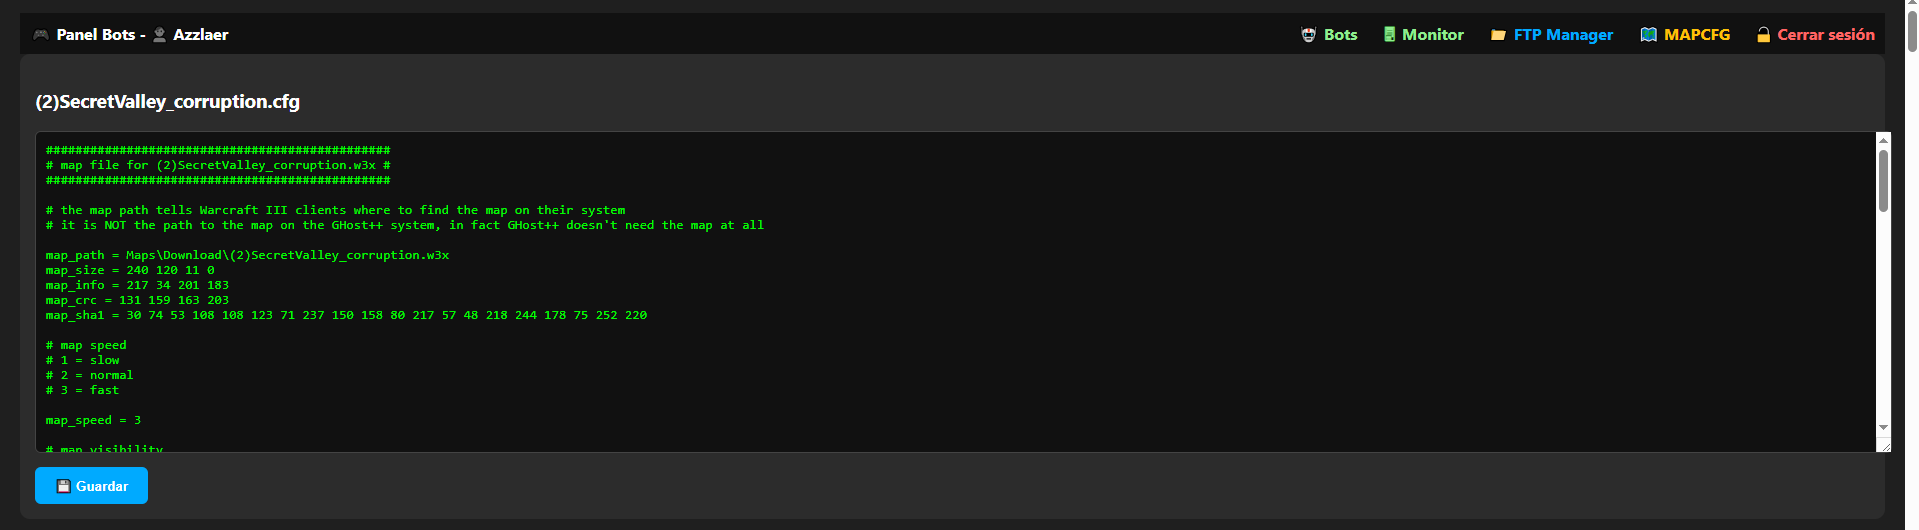 🎮 Panel Bots - 👤 Azzlaer
🤖 Bots
🖥 Monitor
📂 FTP Manager
🗺 MAPCFG
🔓 Cerrar sesión
(2)SecretValley_corruption.cfg
###############################################
# map file for (2)SecretValley_corruption.w3x #
###############################################
# the map path tells Warcraft III clients where to find the map on their system
# it is NOT the path to the map on the GHost++ system, in fact GHost++ doesn't need the map at all
map_path = Maps\Download\(2)SecretValley_corruption.w3x
map_size = 240 120 11 0
map_info = 217 34 201 183
map_crc = 131 159 163 203
map_sha1 = 30 74 53 108 108 123 71 237 150 158 80 217 57 48 218 244 178 75 252 220
# map speed
# 1 = slow
# 2 = normal
# 3 = fast
map_speed = 3
# map visibility
💾 Guardar